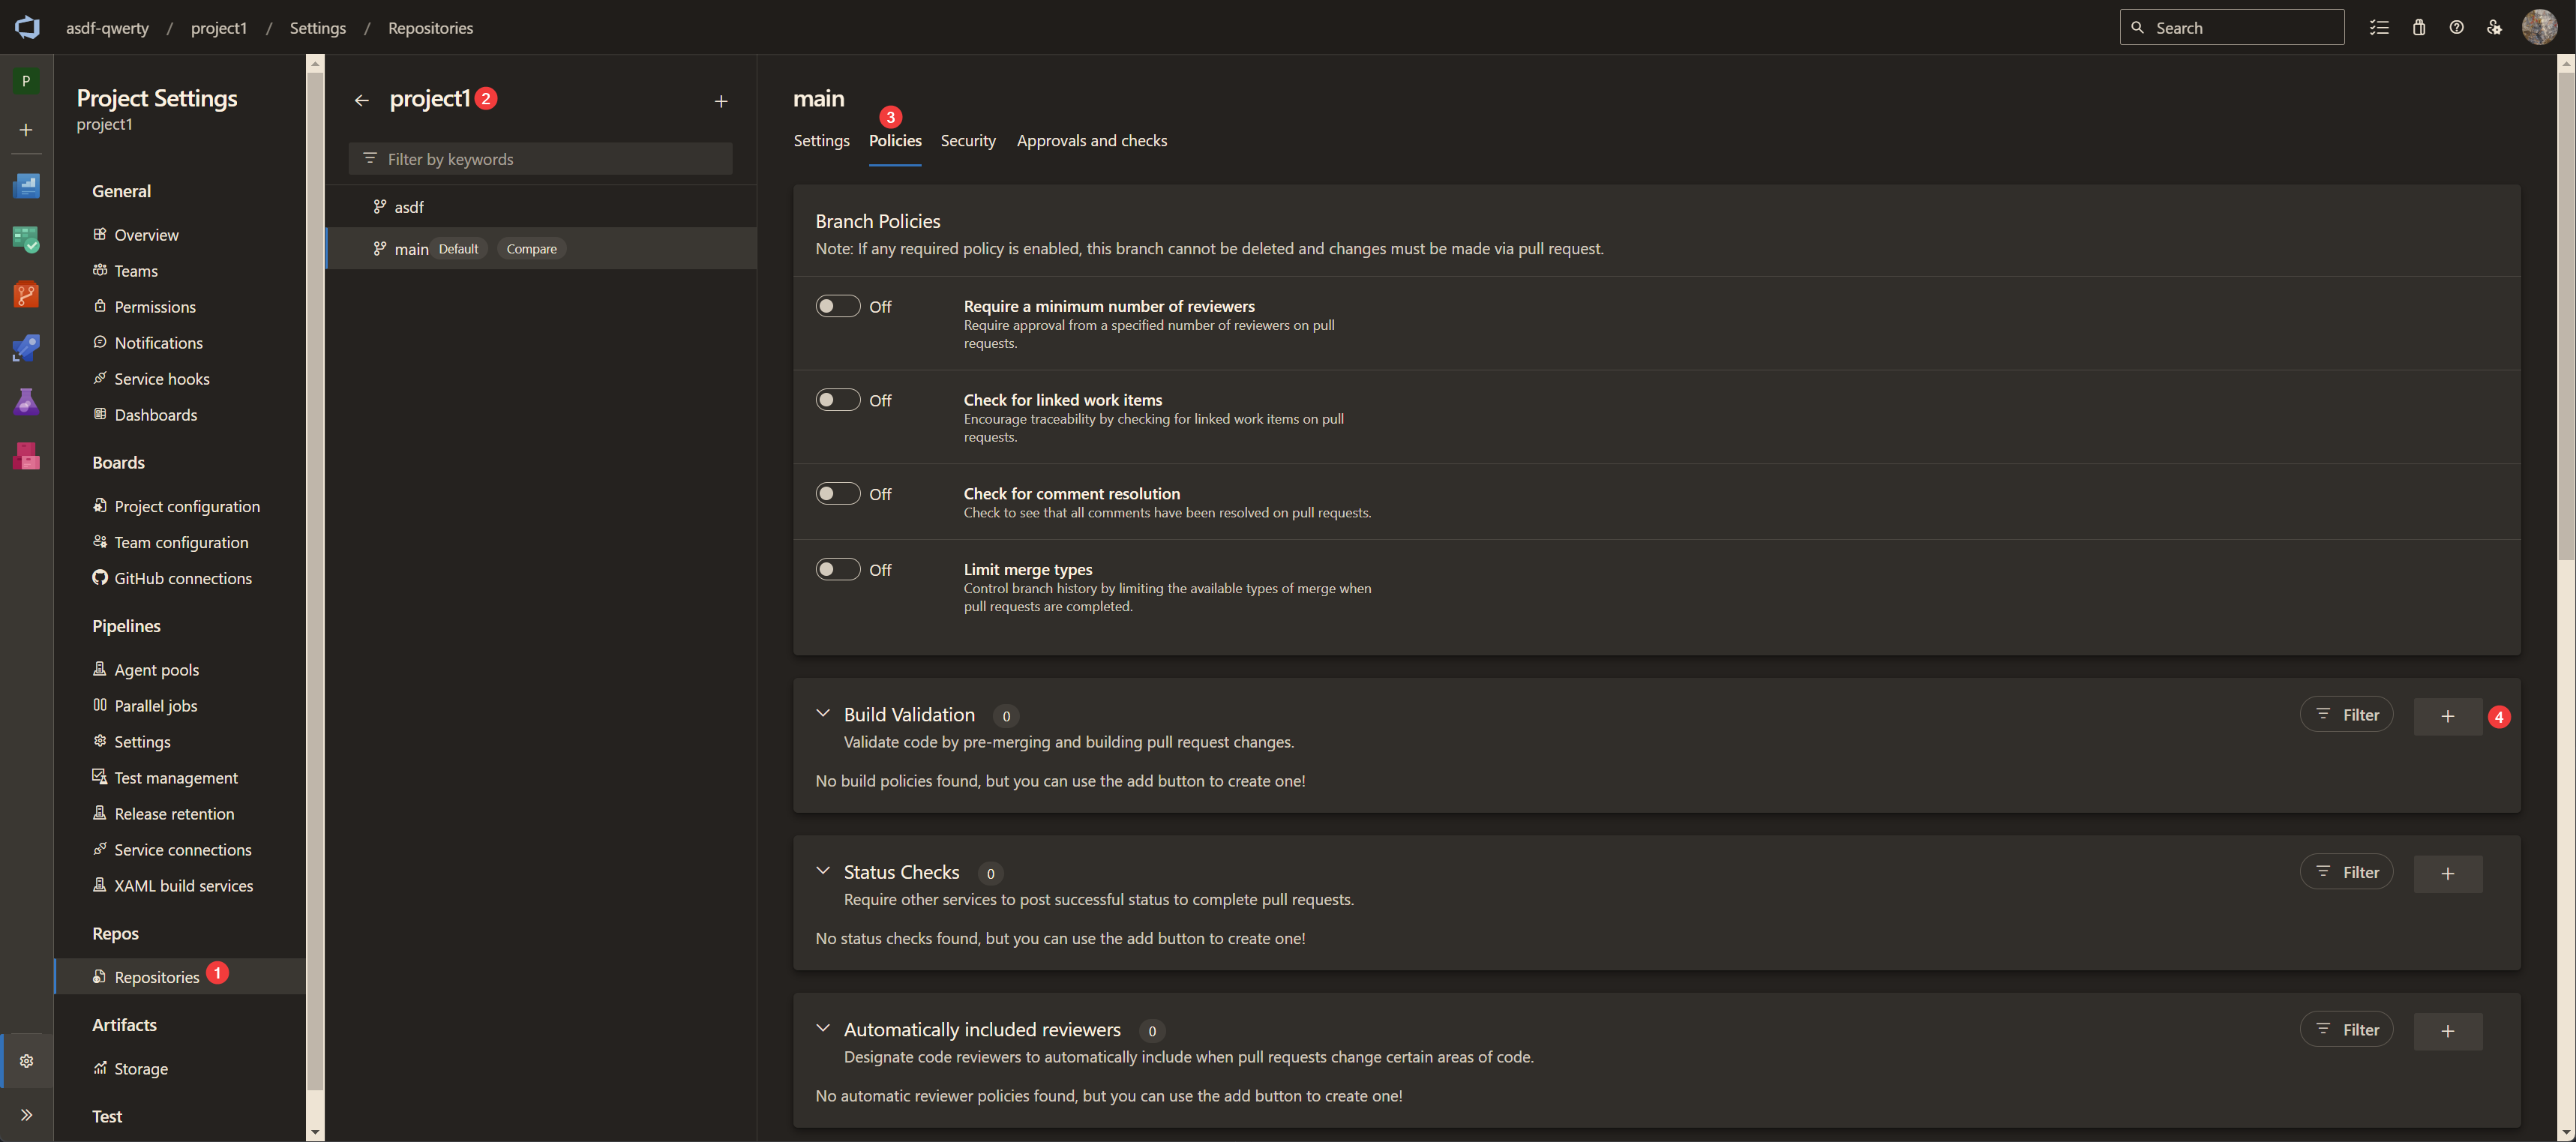 asdf-qwerty / project1 / Settings / Repositories
Search
P
Project Settings
project1
General
Overview
Teams
Permissions
Notifications
Service hooks
Dashboards
Boards
Project configuration
Team configuration
GitHub connections
Pipelines
Agent pools
Parallel jobs
Settings
Test management
Release retention
Service connections
XAML build services
Repos
Repositories 1
Artifacts
Storage
Test
project1 2
Filter by keywords
asdf
main Default Compare
main
3
Settings Policies Security Approvals and checks
Branch Policies
Note: If any required policy is enabled, this branch cannot be deleted and changes must be made via pull request.
Off Require a minimum number of reviewers
Require approval from a specified number of reviewers on pull
requests.
Off Check for linked work items
Encourage traceability by checking for linked work items on pull
requests.
Off Check for comment resolution
Check to see that all comments have been resolved on pull requests.
Off Limit merge types
Control branch history by limiting the available types of merge when
pull requests are completed.
Build Validation 0 Filter + 4
Validate code by pre-merging and building pull request changes.
No build policies found, but you can use the add button to create one!
Status Checks 0 Filter +
Require other services to post successful status to complete pull requests.
No status checks found, but you can use the add button to create one!
Automatically included reviewers 0 Filter +
Designate code reviewers to automatically include when pull requests change certain areas of code.
No automatic reviewer policies found, but you can use the add button to create one!